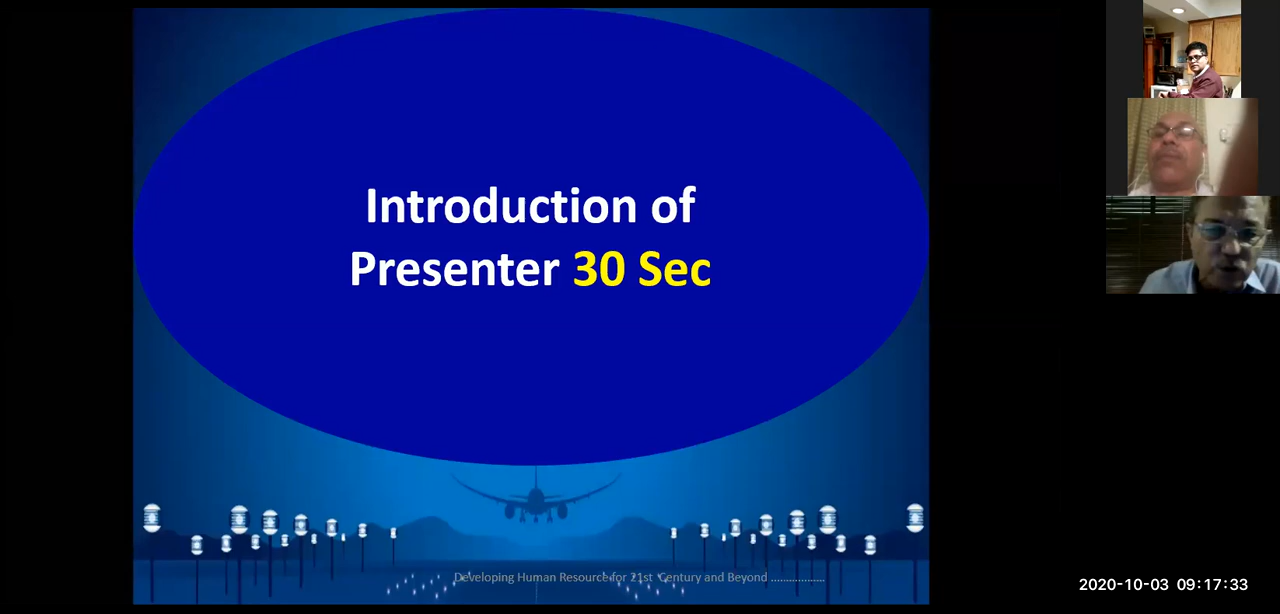 Introduction of
Presenter 30 Sec
Developing Human Resource for 21st Century and Beyond ..................
2020-10-03 09:17:33